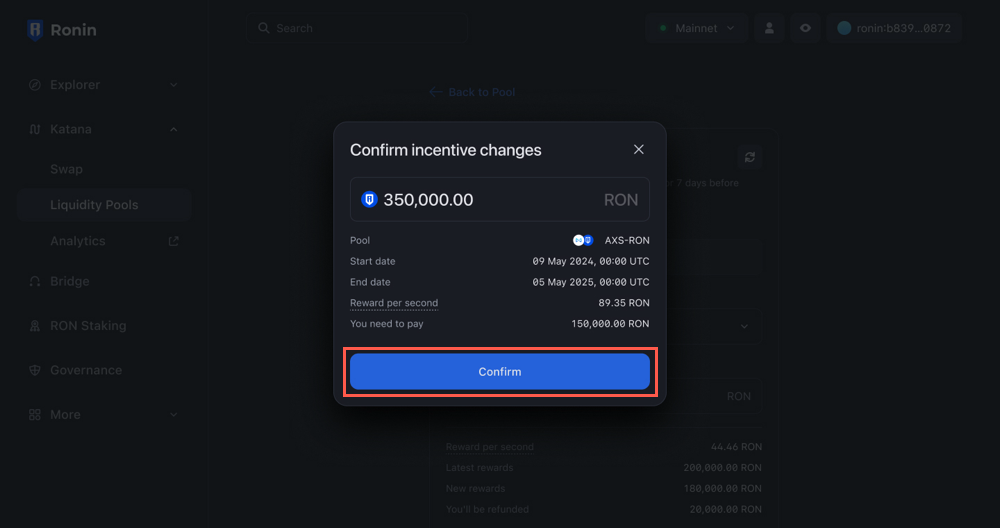 Ronin
Search
Mainnet
ronin:b839...0872
Explorer
Back to Pool
Katana
Confirm incentive changes
Swap
or 7 days before
350,000.00 RON
Liquidity Pools
Analytics
Pool AXS-RON
Start date 09 May 2024, 00:00 UTC
Bridge
End date 05 May 2025, 00:00 UTC
Reward per second 89.35 RON
RON Staking
You need to pay 150,000.00 RON
Governance
Confirm
RON
More
Reward per second 44.46 RON
Latest rewards 200,000.00 RON
New rewards 180,000.00 RON
You'll be refunded 20,000.00 RON